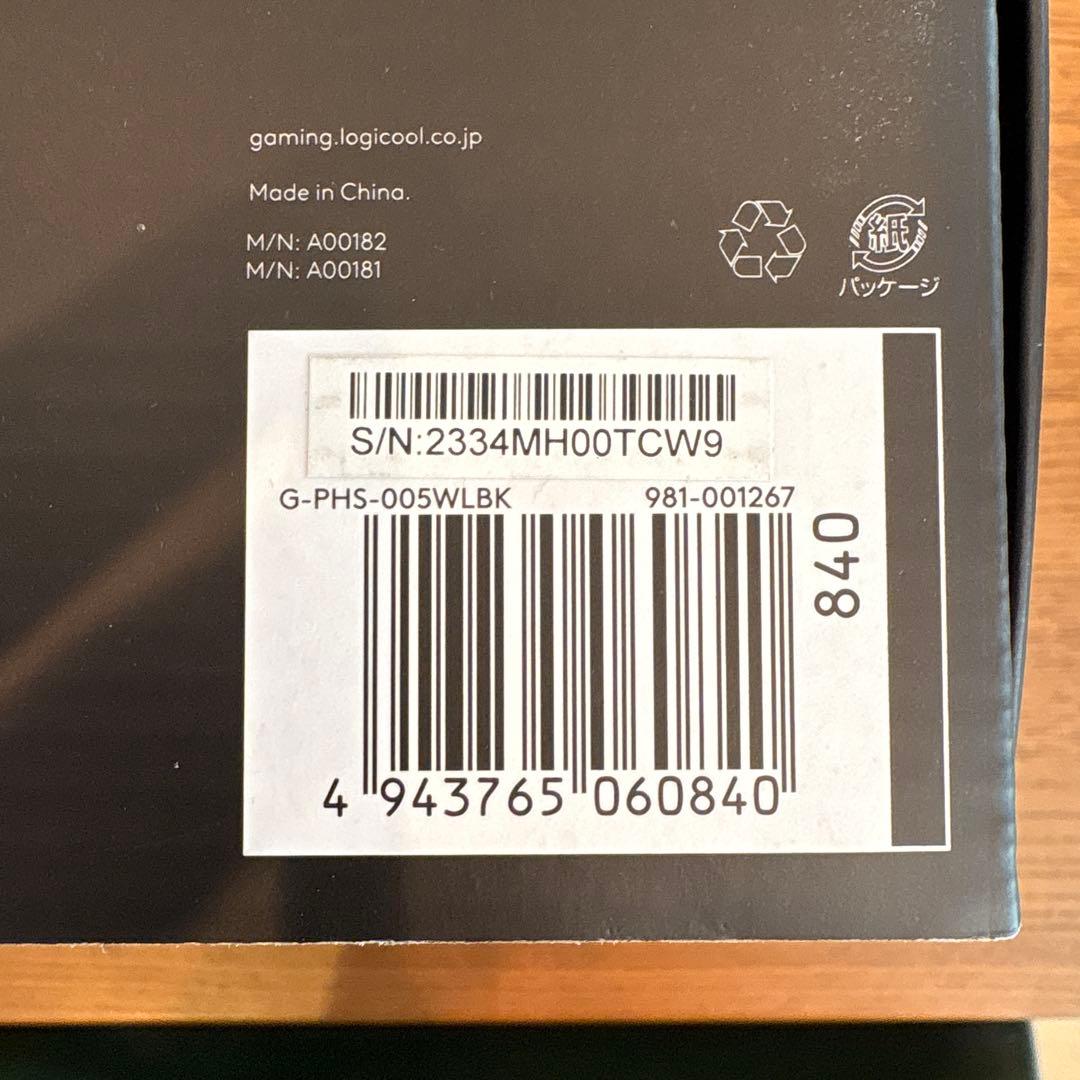 gaming.logicool.co.jp
Made in China.
M/N: A00182
M/N: A00181
紙
パッケージ
S/N:2334MH00TCW9
G-PHS-005WLBK 981-001267
840
4 943765 060840